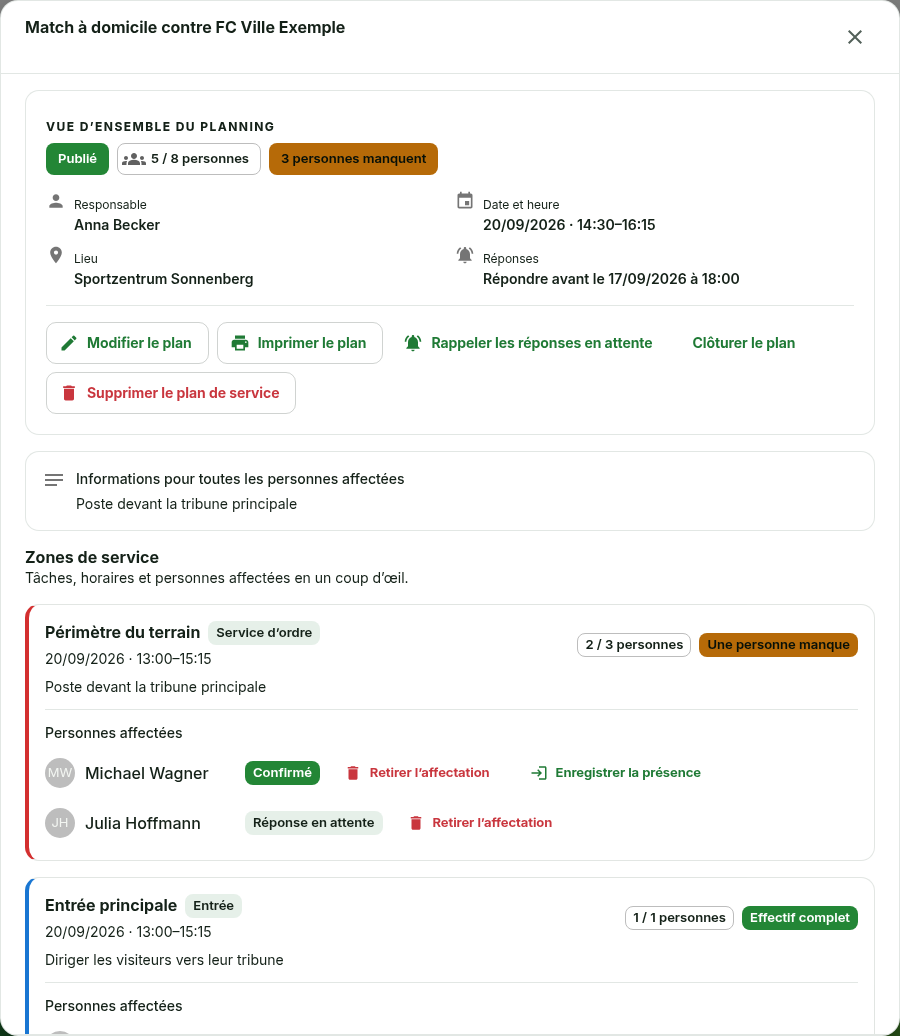 Match à domicile contre FC Ville Exemple
VUE D’ENSEMBLE DU PLANNING
Publié
5 / 8 personnes
3 personnes manquent
Responsable
Anna Becker
Date et heure
20/09/2026 · 14:30–16:15
Lieu
Sportzentrum Sonnenberg
Réponses
Répondre avant le 17/09/2026 à 18:00
Modifier le plan
Imprimer le plan
Rappeler les réponses en attente
Clôturer le plan
Supprimer le plan de service
Informations pour toutes les personnes affectées
Poste devant la tribune principale
Zones de service
Tâches, horaires et personnes affectées en un coup d’œil.
Périmètre du terrain
Service d’ordre
2 / 3 personnes
Une personne manque
20/09/2026 · 13:00–15:15
Poste devant la tribune principale
Personnes affectées
MW
Michael Wagner
Confirmé
Retirer l’affectation
Enregistrer la présence
JH
Julia Hoffmann
Réponse en attente
Retirer l’affectation
Entrée principale
Entrée
1 / 1 personnes
Effectif complet
20/09/2026 · 13:00–15:15
Diriger les visiteurs vers leur tribune
Personnes affectées